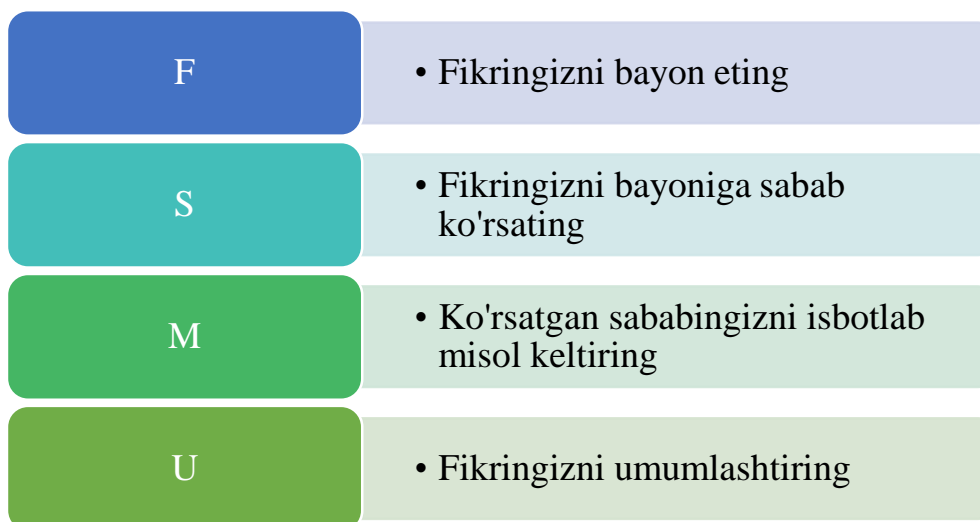 F
• Fikringizni bayon eting
S
• Fikringizni bayoniga sabab
ko'rsating
M
• Ko'rsatgan sababingizni isbotlab
misol keltiring
U
• Fikringizni umumlashtiring